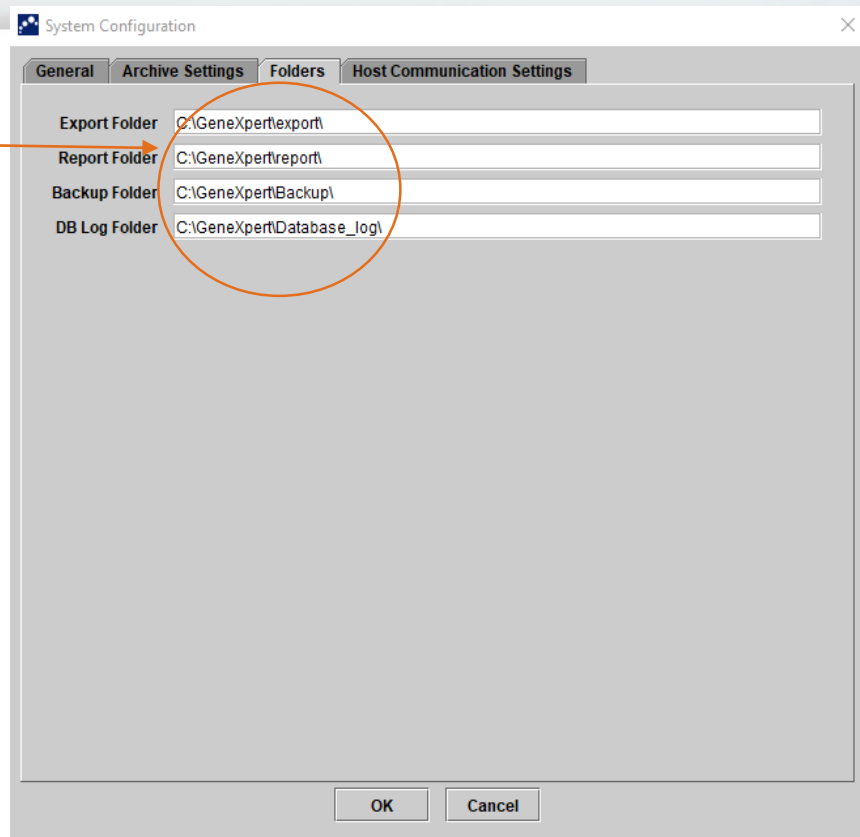 System Configuration
General Archive Settings Folders Host Communication Settings
Export Folder C:\GeneXpert\export\
Report Folder C:\GeneXpert\report\
Backup Folder C:\GeneXpert\Backup\
DB Log Folder C:\GeneXpert\Database_log\
OK Cancel